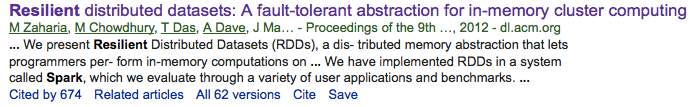 Resilient distributed datasets: A fault-tolerant abstraction for in-memory cluster computing
M Zaharia, M Chowdhury, T Das, A Dave, J Ma... - Proceedings of the 9th ..., 2012 - dl.acm.org
... We present Resilient Distributed Datasets (RDDs), a dis- tributed memory abstraction that lets
programmers per- form in-memory computations on ... We have implemented RDDs in a system
called Spark, which we evaluate through a variety of user applications and benchmarks. ...
Cited by 674 Related articles All 62 versions Cite Save